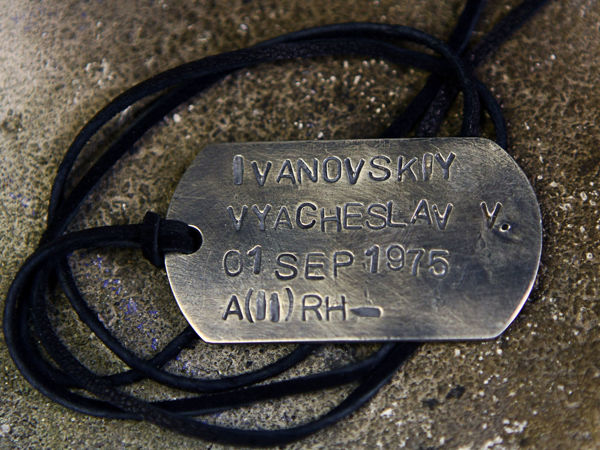 IVANOVSKIY
VYACHESLAV V.
01 SEP 1975
A(II)RH-